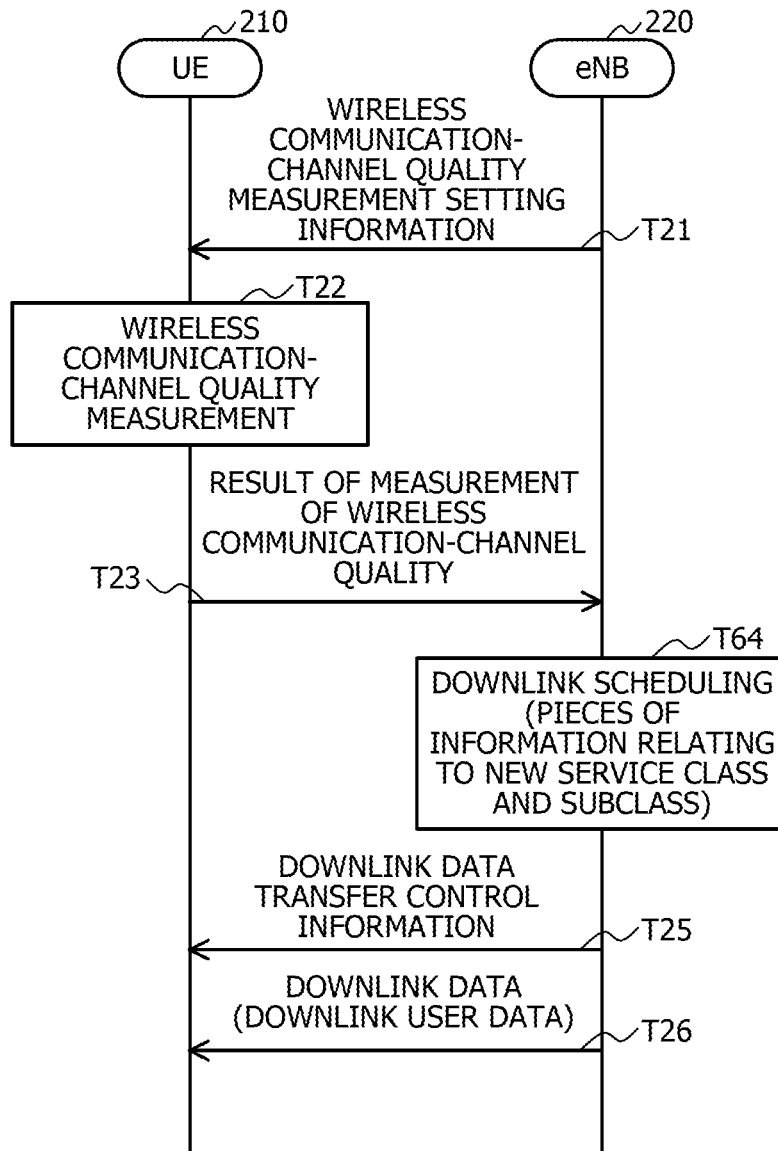 210
220
UE
eNB
WIRELESS
COMMUNICATION-
CHANNEL QUALITY
MEASUREMENT SETTING
INFORMATION
T21
T22
WIRELESS
COMMUNICATION-
CHANNEL QUALITY
MEASUREMENT
RESULT OF MEASUREMENT
OF WIRELESS
COMMUNICATION-CHANNEL
QUALITY
T23
T64
DOWNLINK SCHEDULING
(PIECES OF
INFORMATION RELATING
TO NEW SERVICE CLASS
AND SUBCLASS)
DOWNLINK DATA
TRANSFER CONTROL
INFORMATION
T25
DOWNLINK DATA
(DOWNLINK USER DATA)
T26